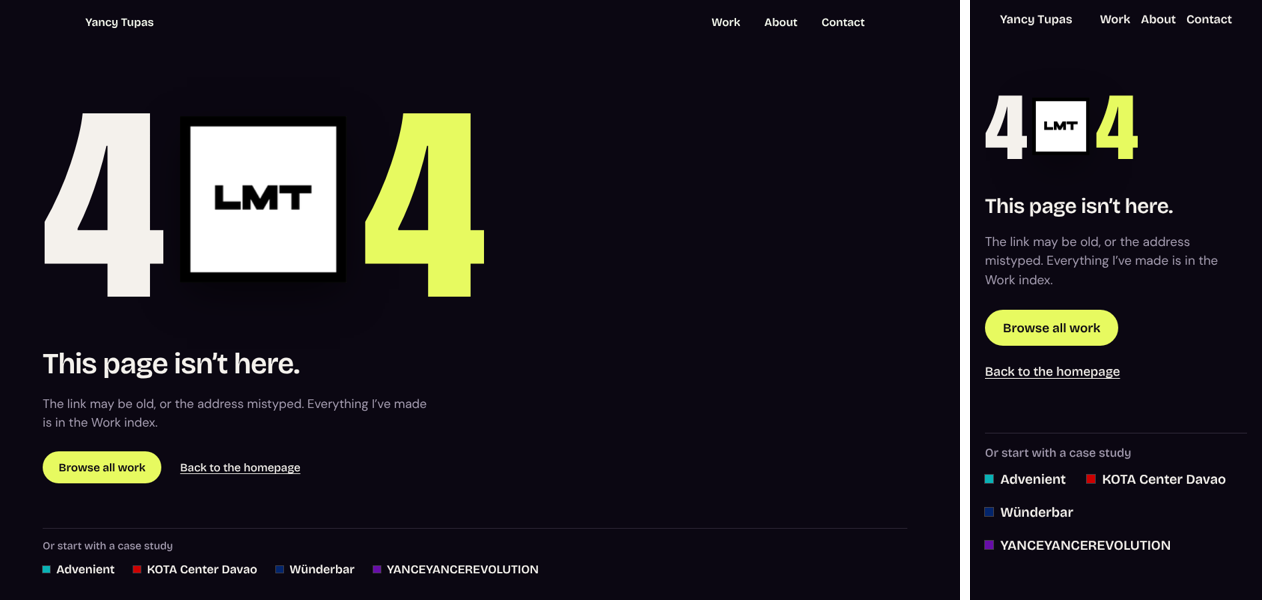 Yancy Tupas
Work About Contact
4 LMT 4
This page isn’t here.
The link may be old, or the address mistyped. Everything I’ve made
is in the Work index.
Browse all work
Back to the homepage
Or start with a case study
Advenient KOTA Center Davao Wünderbar YANCEYANCEREVOLUTION
Yancy Tupas
Work About Contact
4 LMT 4
This page isn’t here.
The link may be old, or the address
mistyped. Everything I’ve made is in the
Work index.
Browse all work
Back to the homepage
Or start with a case study
Advenient KOTA Center Davao
Wünderbar
YANCEYANCEREVOLUTION